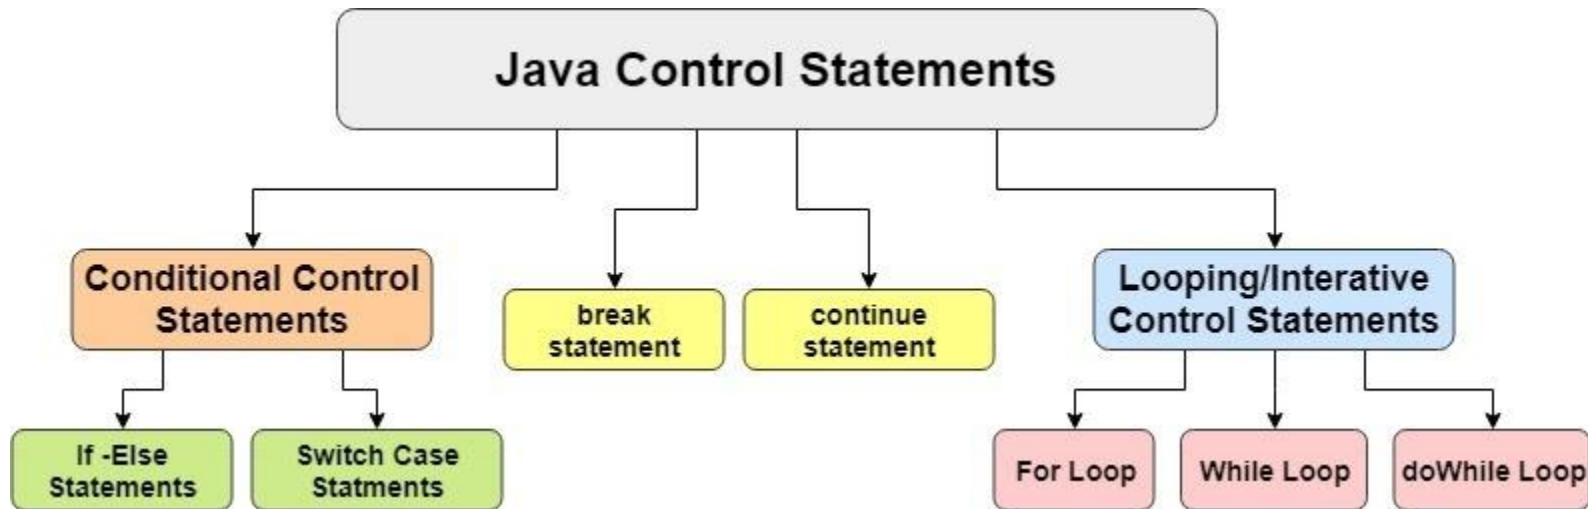 Java Control Statements
Conditional Control
Statements
break
statement
continue
statement
Looping/Interative
Control Statements
If -Else
Statements
Switch Case
Statments
For Loop
While Loop
doWhile Loop